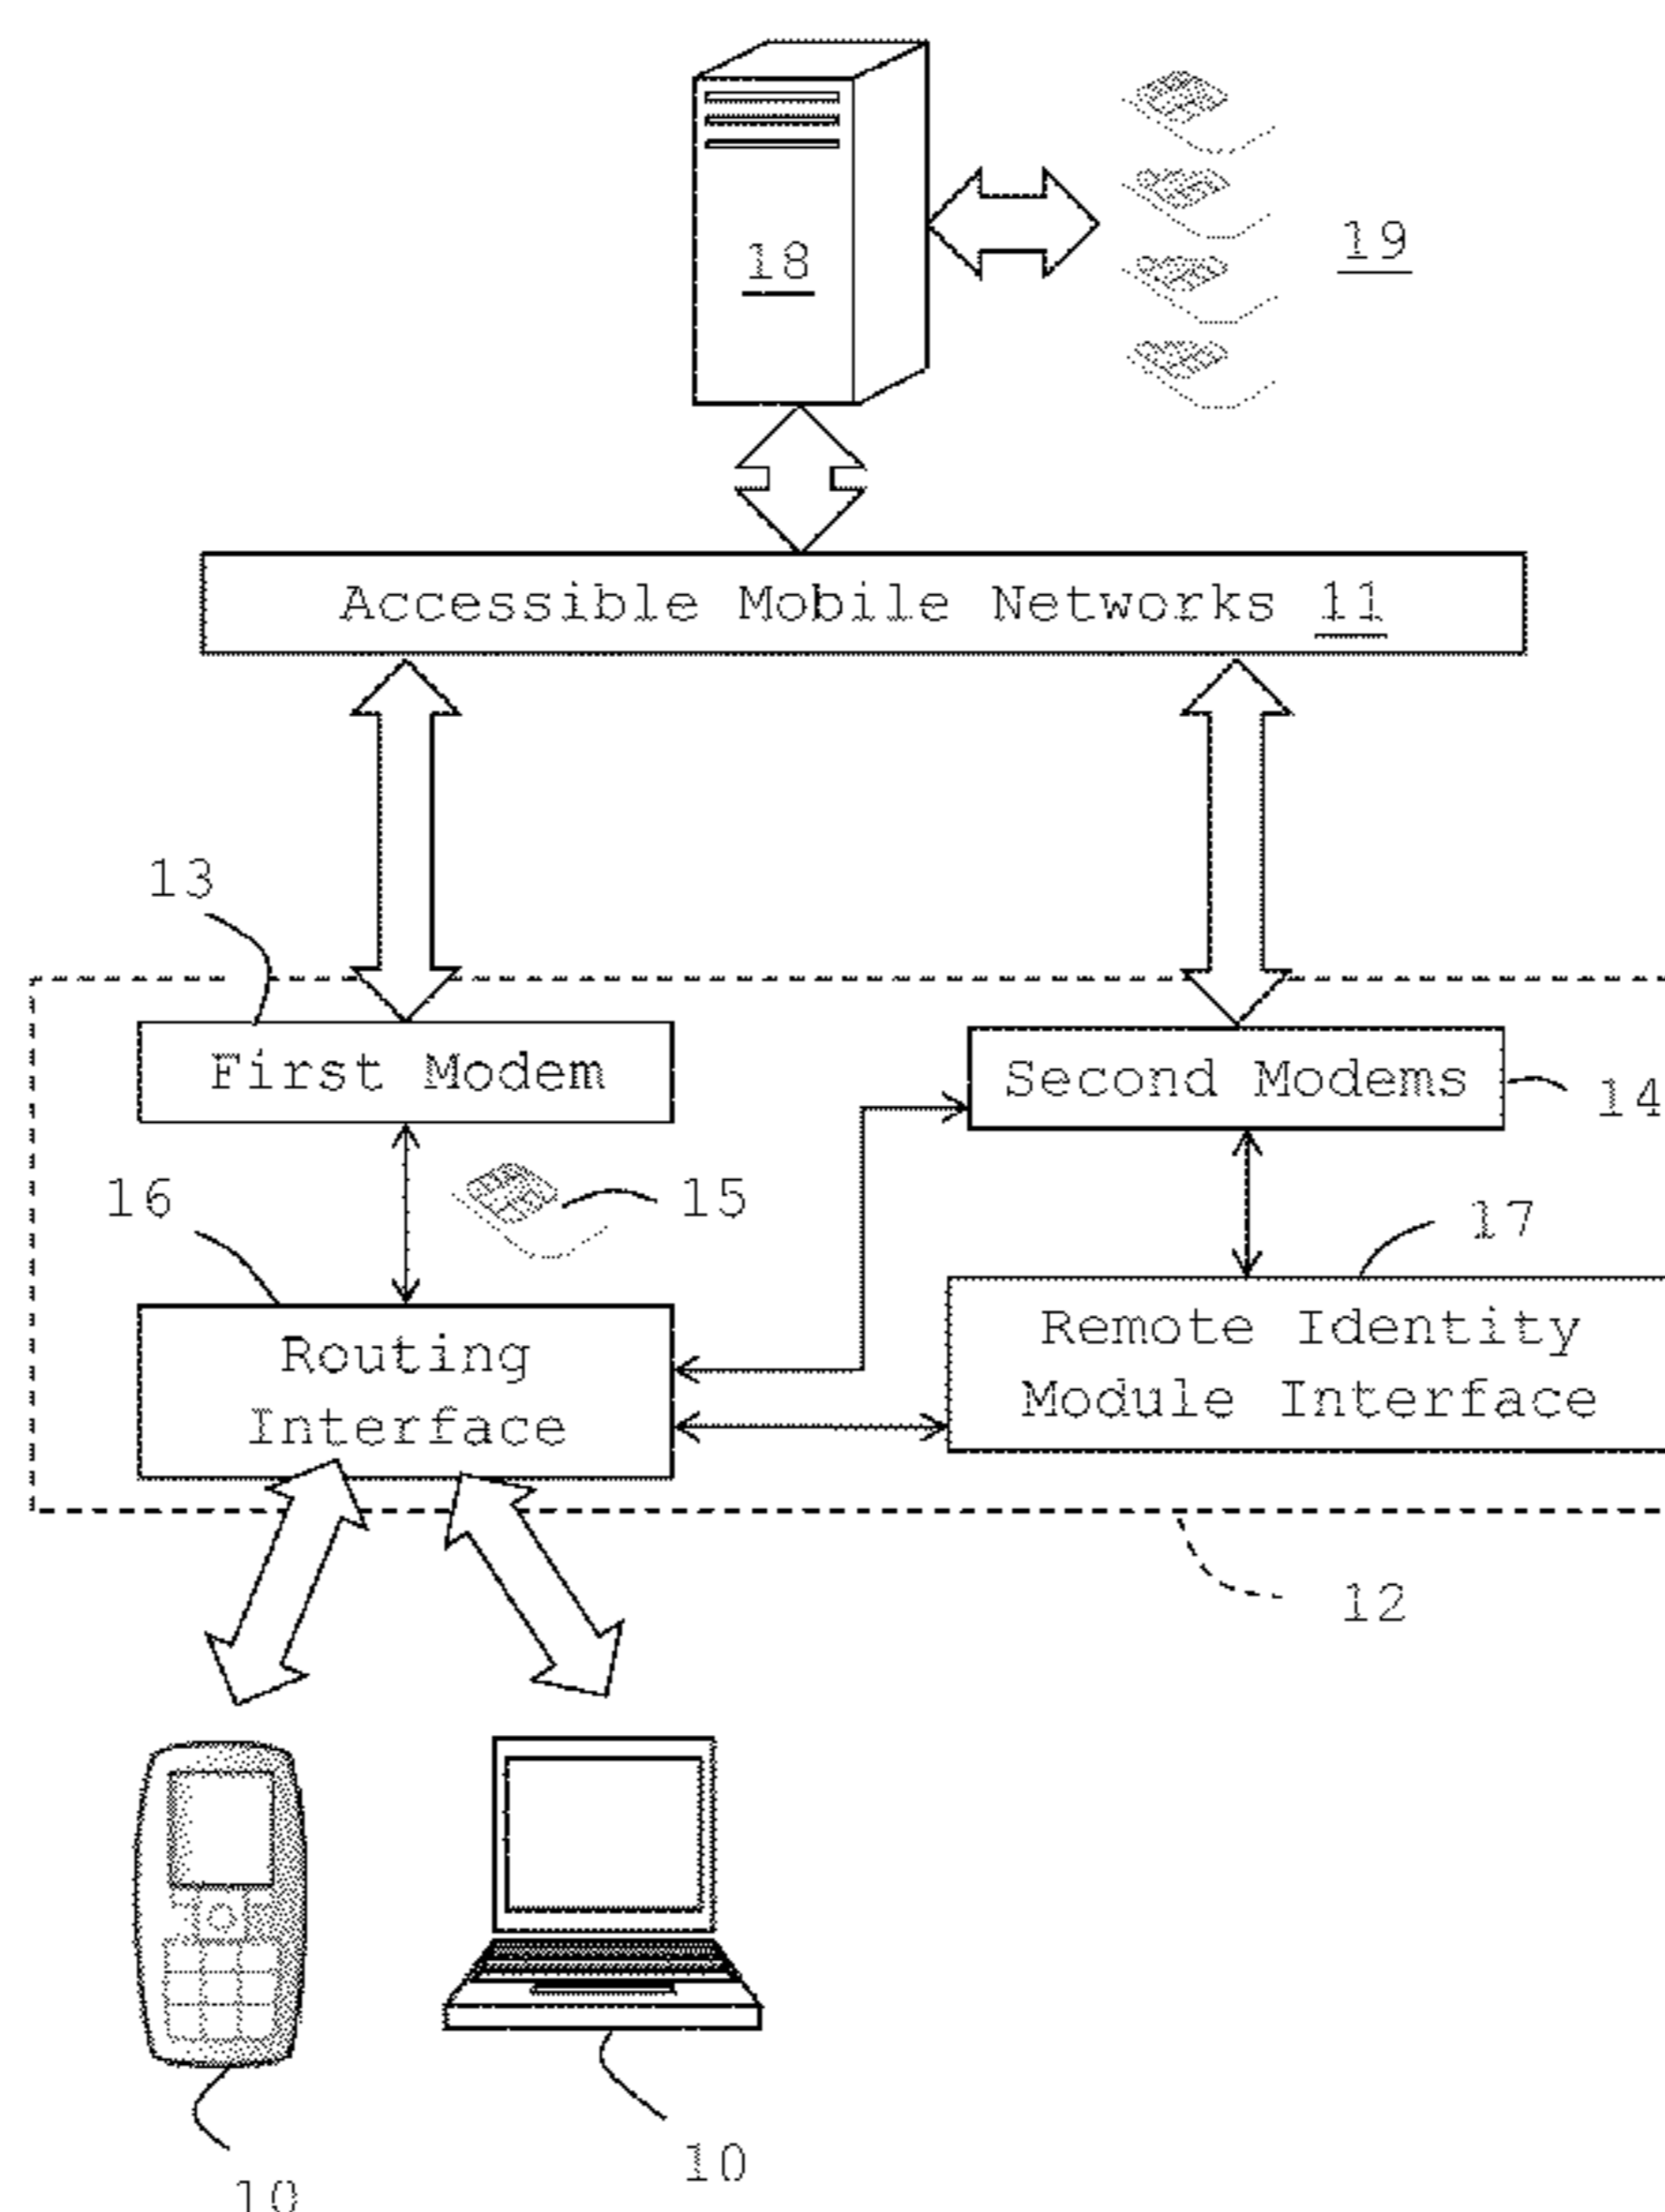 18
19
Accessible Mobile Networks 11
13
First Modem
Second Modems
14
16
15
17
Routing
Interface
Remote Identity
Module Interface
12
10
10